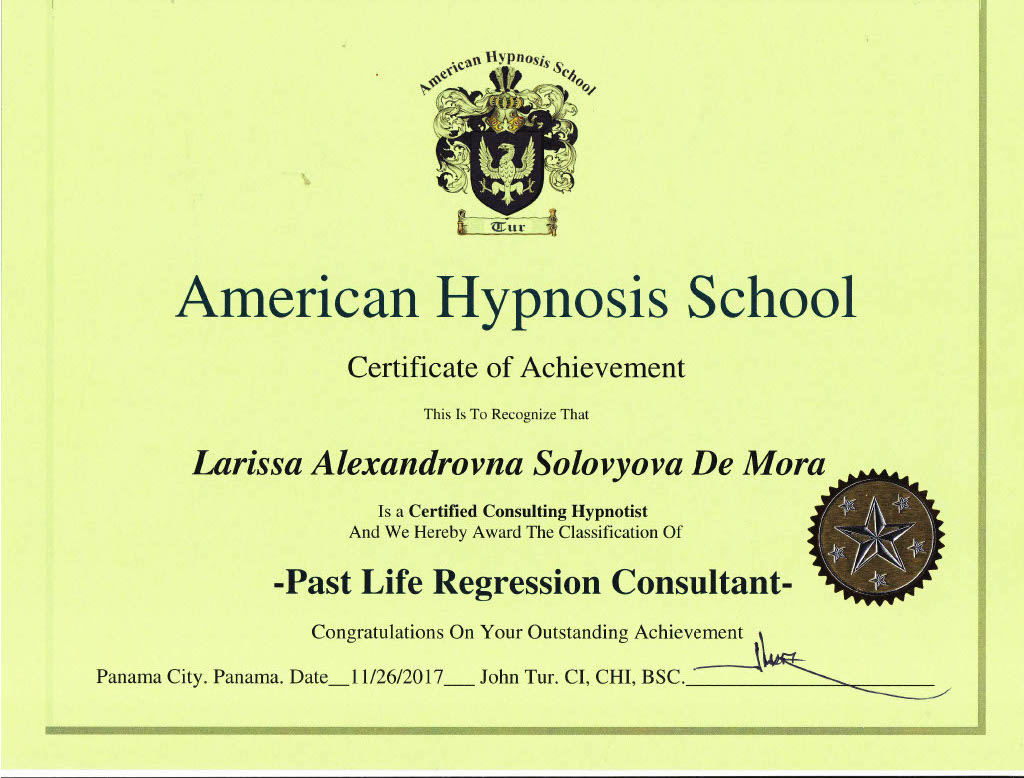 American Hypnosis School
Tur
American Hypnosis School
Certificate of Achievement
This Is To Recognize That
Larissa Alexandrovna Solovyova De Mora
Is a Certified Consulting Hypnotist
And We Hereby Award The Classification Of
-Past Life Regression Consultant-
Congratulations On Your Outstanding Achievement
Panama City. Panama. Date__11/26/2017___ John Tur. CI, CHI, BSC.